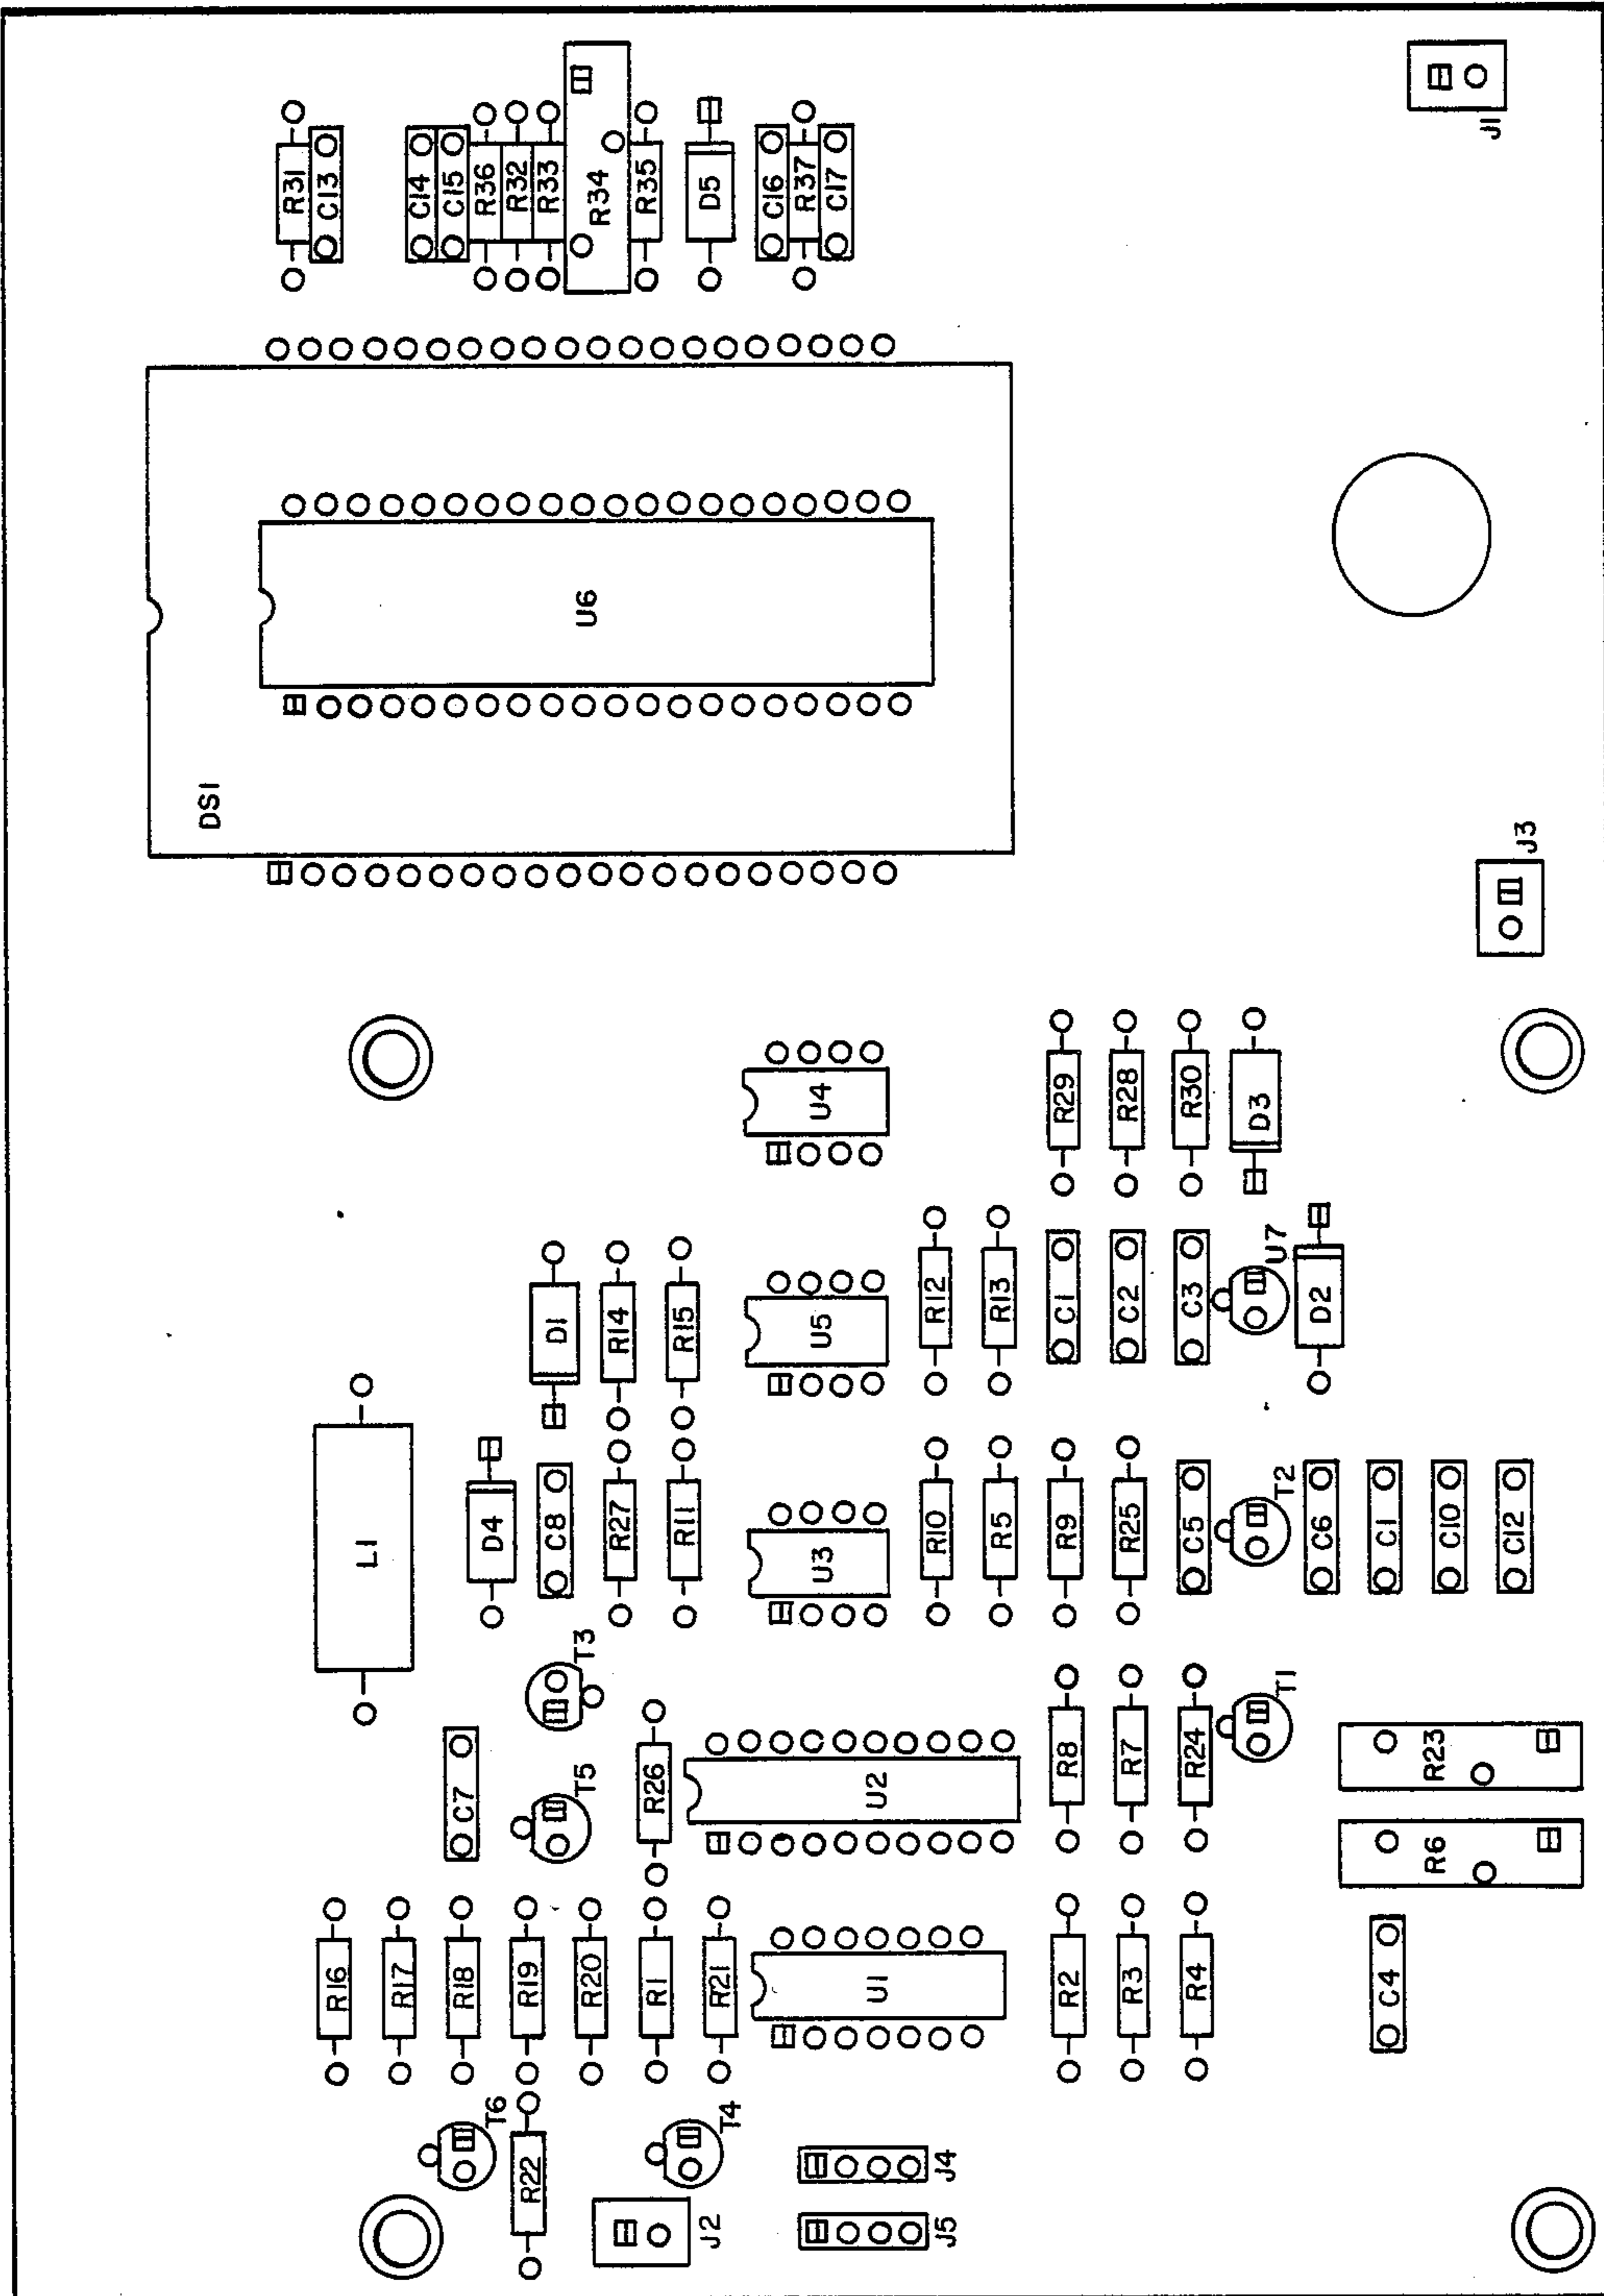 R31
C13
C14
C15
R36
R32
R33
R34
R35
D5
C16
R37
C17
J1
U6
DS1
J3
U4
R29
R28
R30
D3
D1
R14
R15
U5
R12
R13
C1
C2
C3
U7
D2
L1
D4
C8
R27
R11
U3
R10
R5
R9
R25
C5
T2
C6
C1
C10
C12
T3
C7
T5
R26
U2
R8
R7
R24
T1
R23
R6
R16
R17
R18
R19
R20
R1
R21
U1
R2
R3
R4
C4
T6
R22
T4
J2
J4
J5